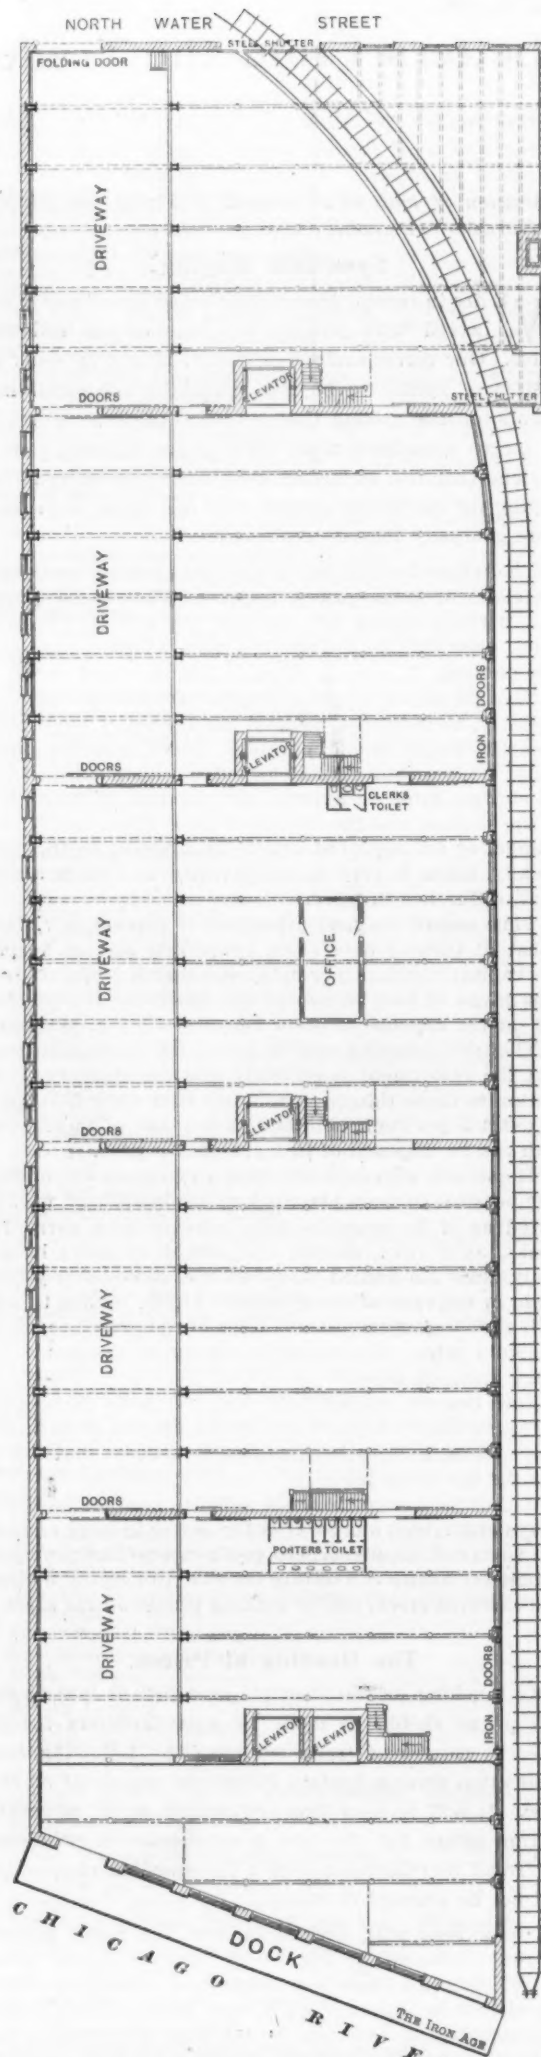 NORTH WATER STREET
STEEL SHUTTER
FOLDING DOOR
DRIVEWAY
ELEVATOR
DOORS
STEEL SHUTTER
DRIVEWAY
IRON DOORS
ELEVATOR
DOORS
CLERKS
TOILET
DRIVEWAY
OFFICE
ELEVATOR
DOORS
DRIVEWAY
DOORS
PORTERS TOILET
DRIVEWAY
IRON DOORS
ELEVATOR
ELEVATOR
DOCK
CHICAGO RIVE
THE IRON AGE